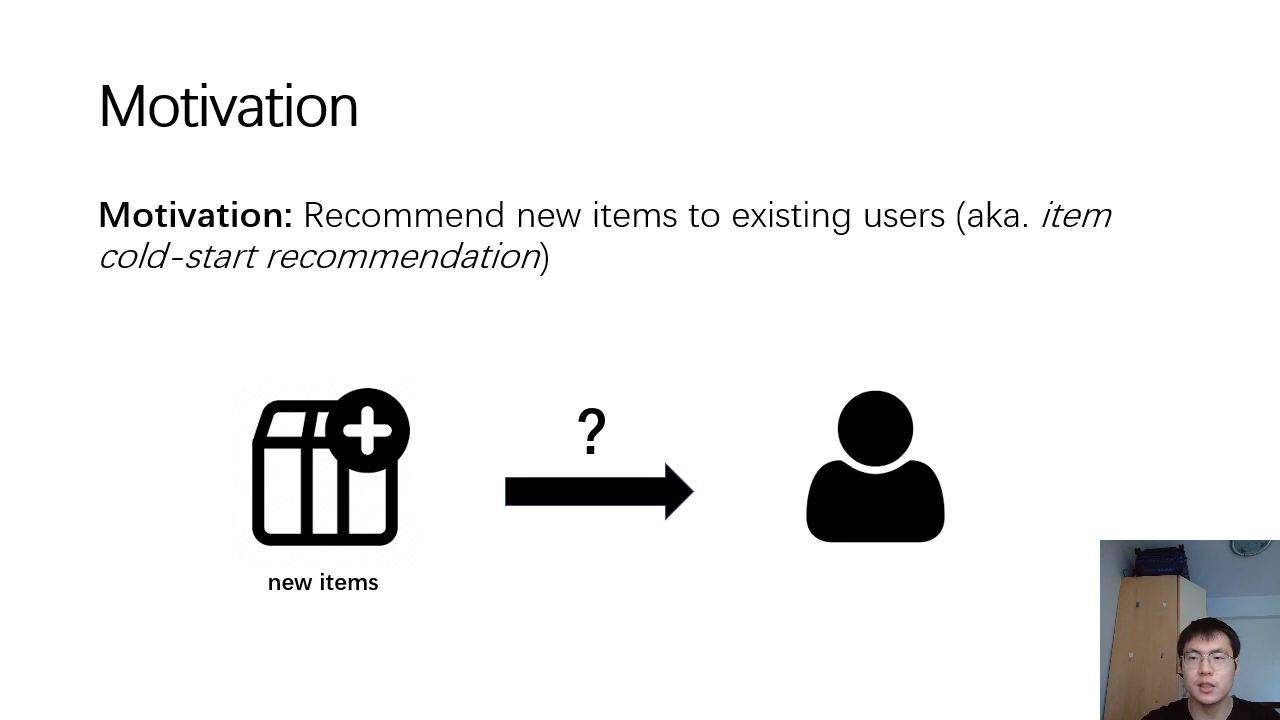 Motivation
Motivation: Recommend new items to existing users (aka. item
cold-start recommendation)
?
new items